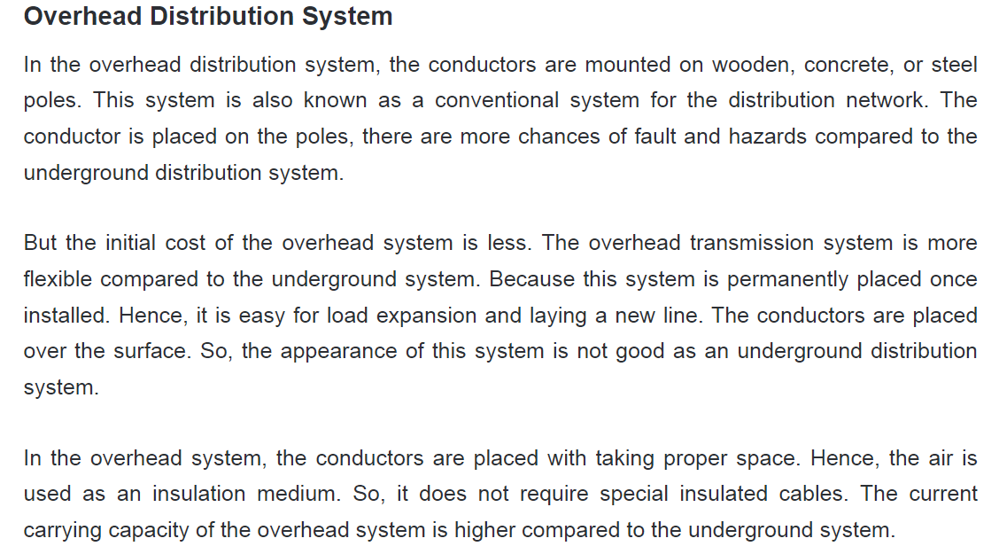 Overhead Distribution System
In the overhead distribution system, the conductors are mounted on wooden, concrete, or steel
poles. This system is also known as a conventional system for the distribution network. The
conductor is placed on the poles, there are more chances of fault and hazards compared to the
underground distribution system.
But the initial cost of the overhead system is less. The overhead transmission system is more
flexible compared to the underground system. Because this system is permanently placed once
installed. Hence, it is easy for load expansion and laying a new line. The conductors are placed
over the surface. So, the appearance of this system is not good as an underground distribution
system.
In the overhead system, the conductors are placed with taking proper space. Hence, the air is
used as an insulation medium. So, it does not require special insulated cables. The current
carrying capacity of the overhead system is higher compared to the underground system.